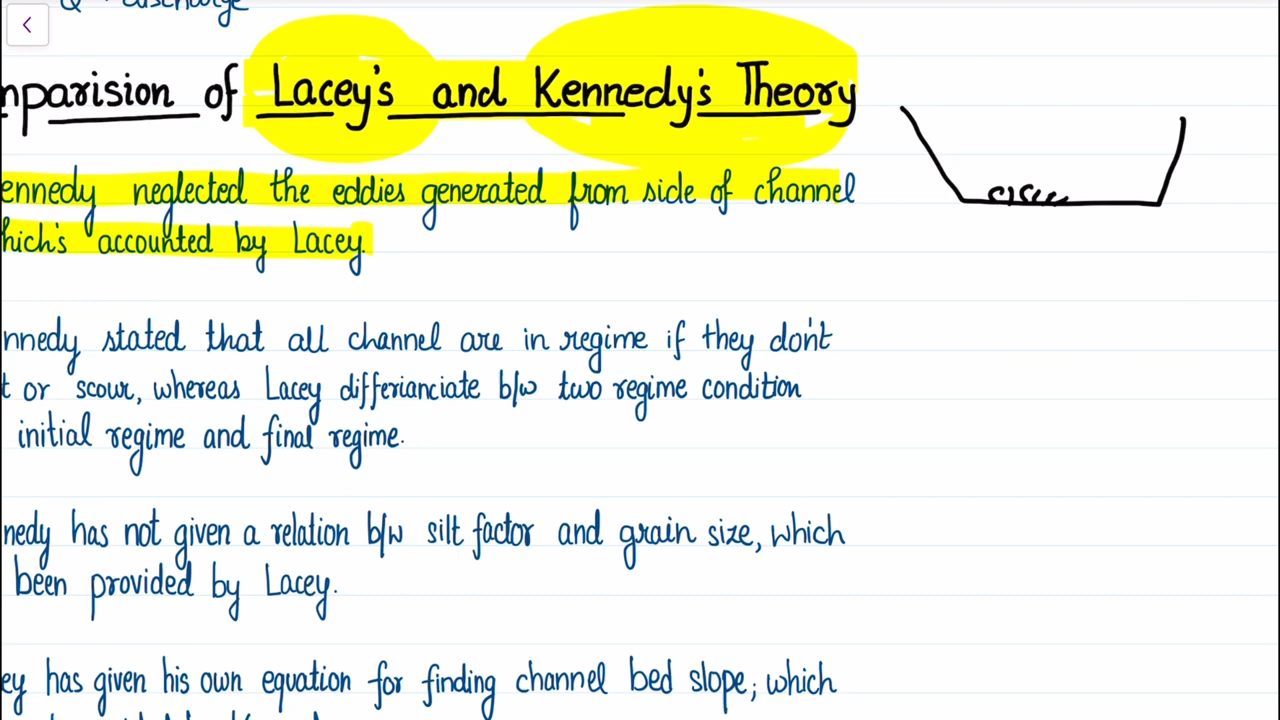 discharge
mparision of Lacey's and Kennedy's Theory
ennedy neglected the eddies generated from side of channel
hich's accounted by Lacey.
nnedy stated that all channel are in regime if they don't
t or scour, whereas Lacey differianciate b/w two regime condition
initial regime and final regime.
nedy has not given a relation b/w silt factor and grain size, which
been provided by Lacey.
ey has given his own equation for finding channel bed slope, which